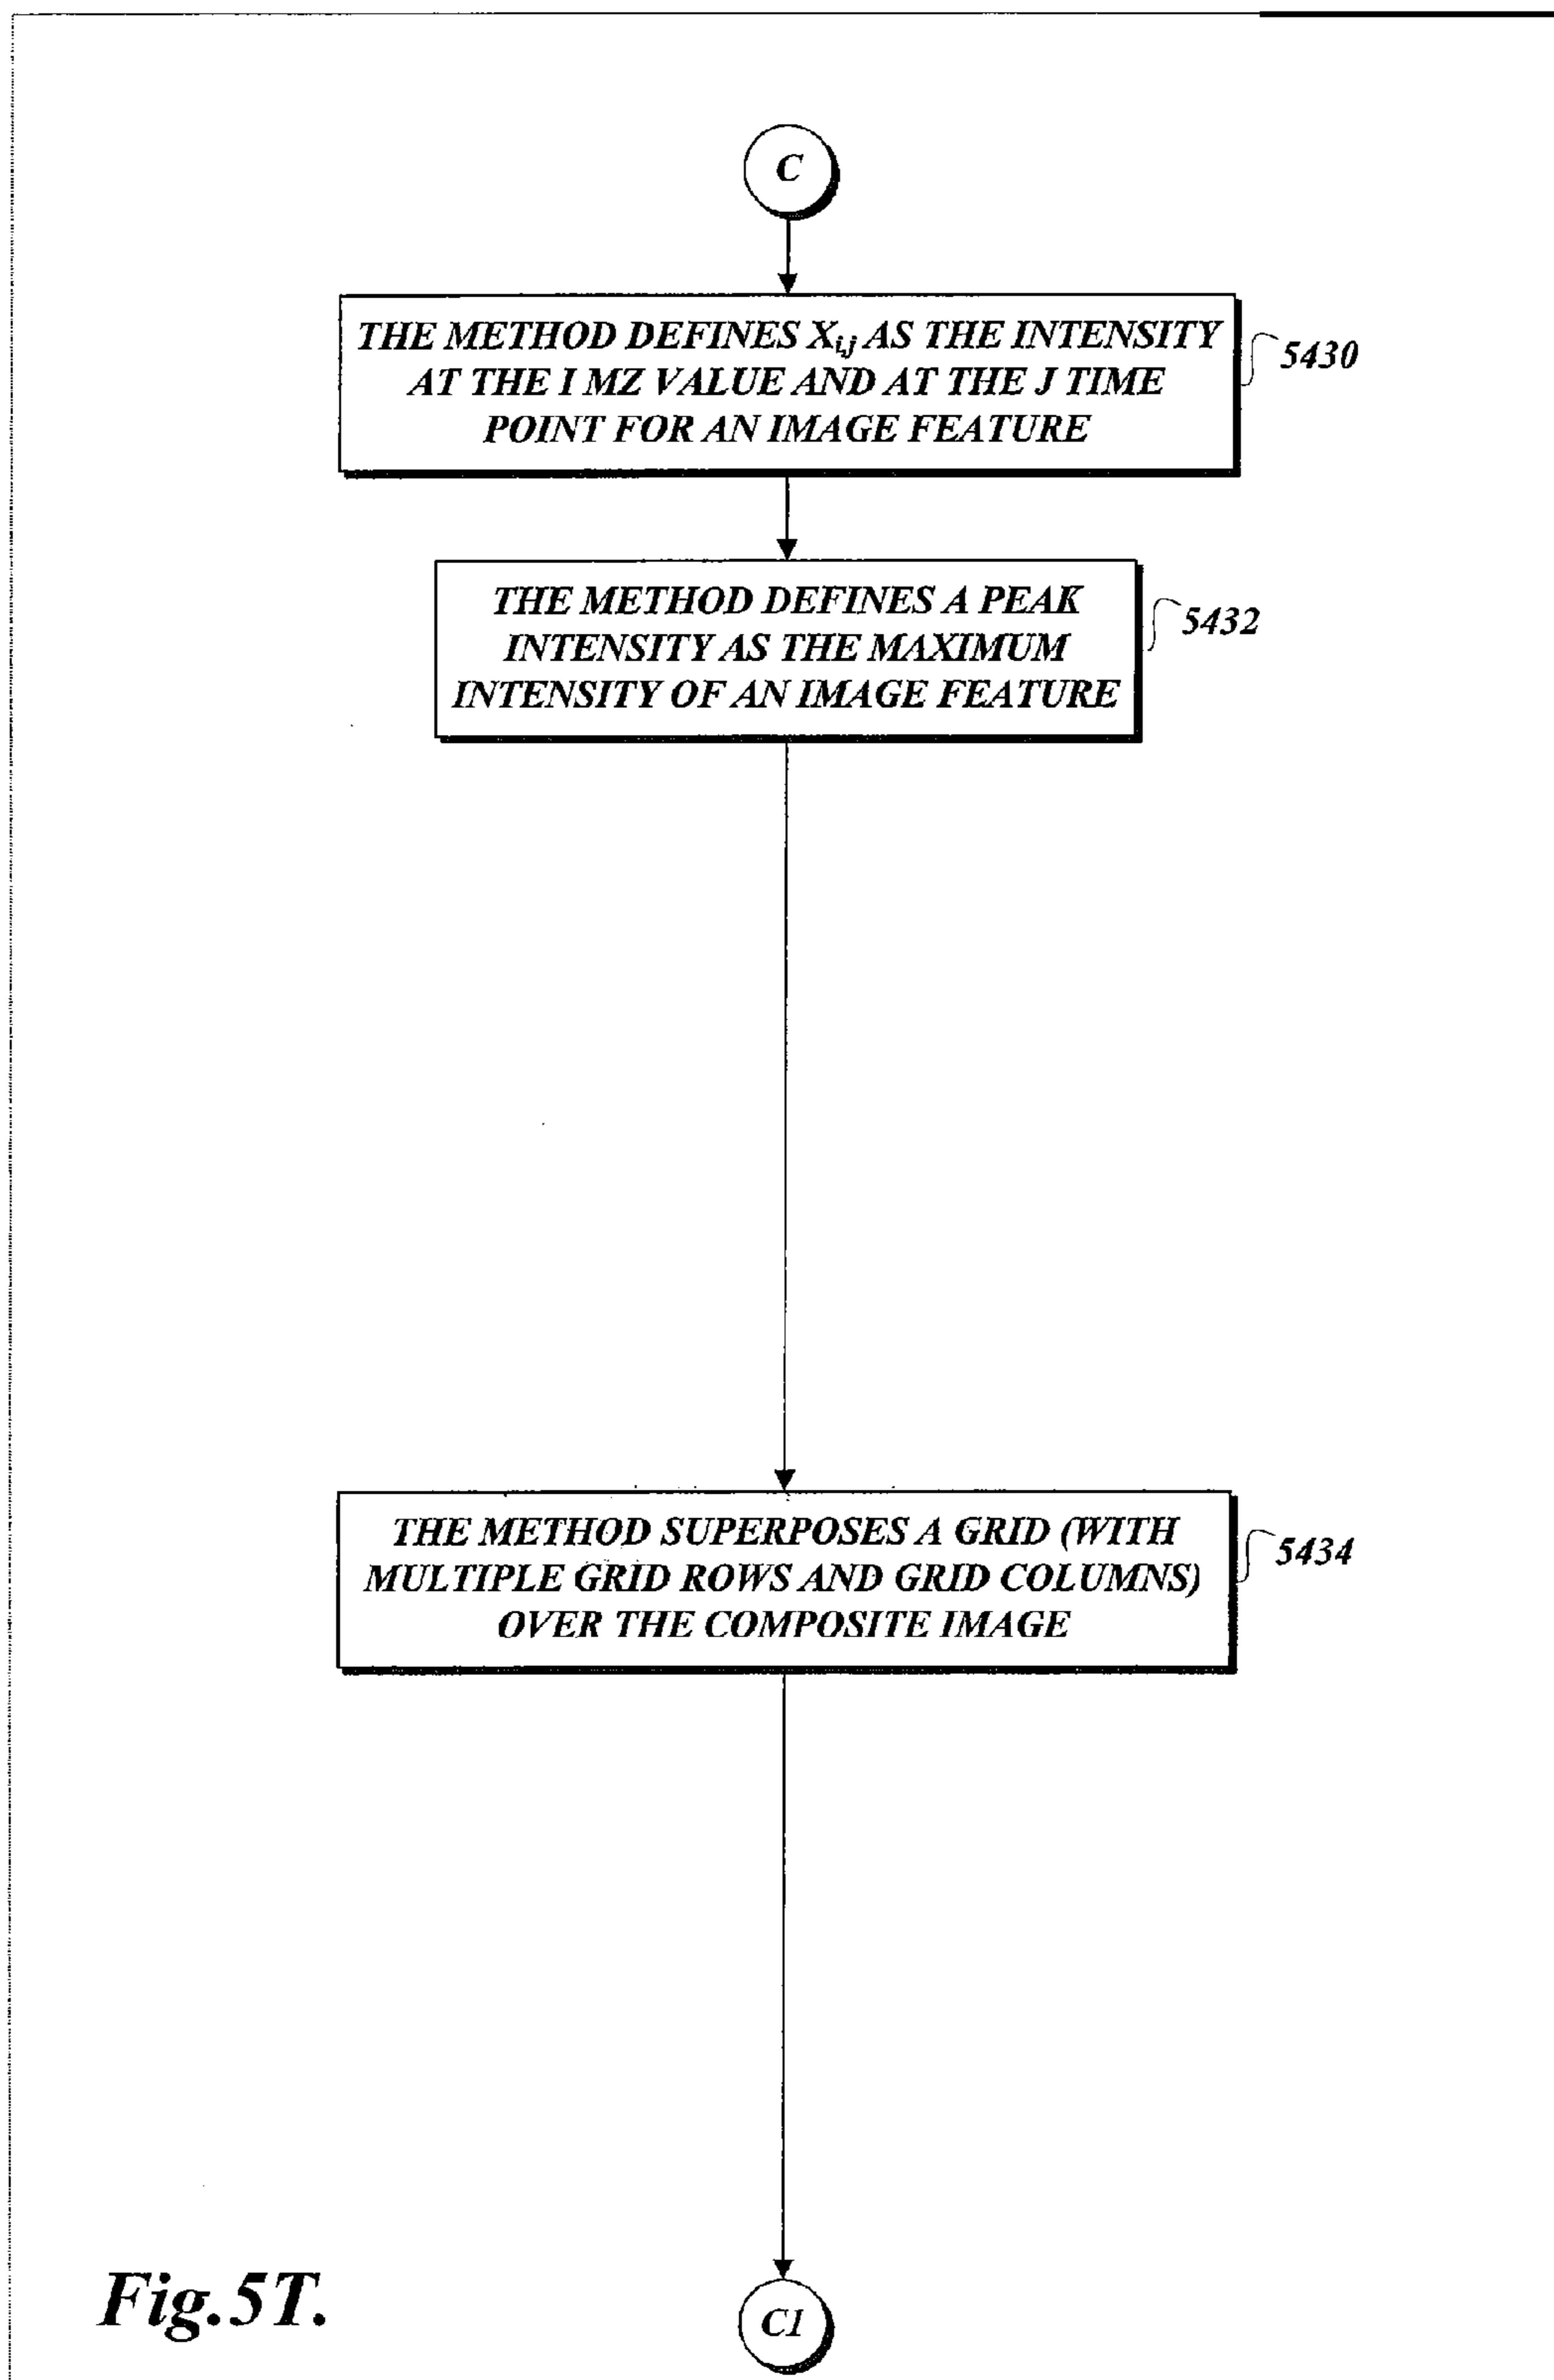 C
THE METHOD DEFINES X_ij AS THE INTENSITY
AT THE I MZ VALUE AND AT THE J TIME
POINT FOR AN IMAGE FEATURE
5430
THE METHOD DEFINES A PEAK
INTENSITY AS THE MAXIMUM
INTENSITY OF AN IMAGE FEATURE
5432
THE METHOD SUPERPOSES A GRID (WITH
MULTIPLE GRID ROWS AND GRID COLUMNS)
OVER THE COMPOSITE IMAGE
5434
Fig.5T.
C1